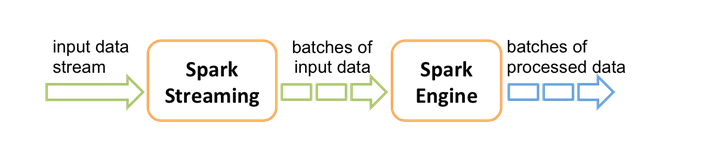 input data
stream
Spark
Streaming
batches of
input data
Spark
Engine
batches of
processed data